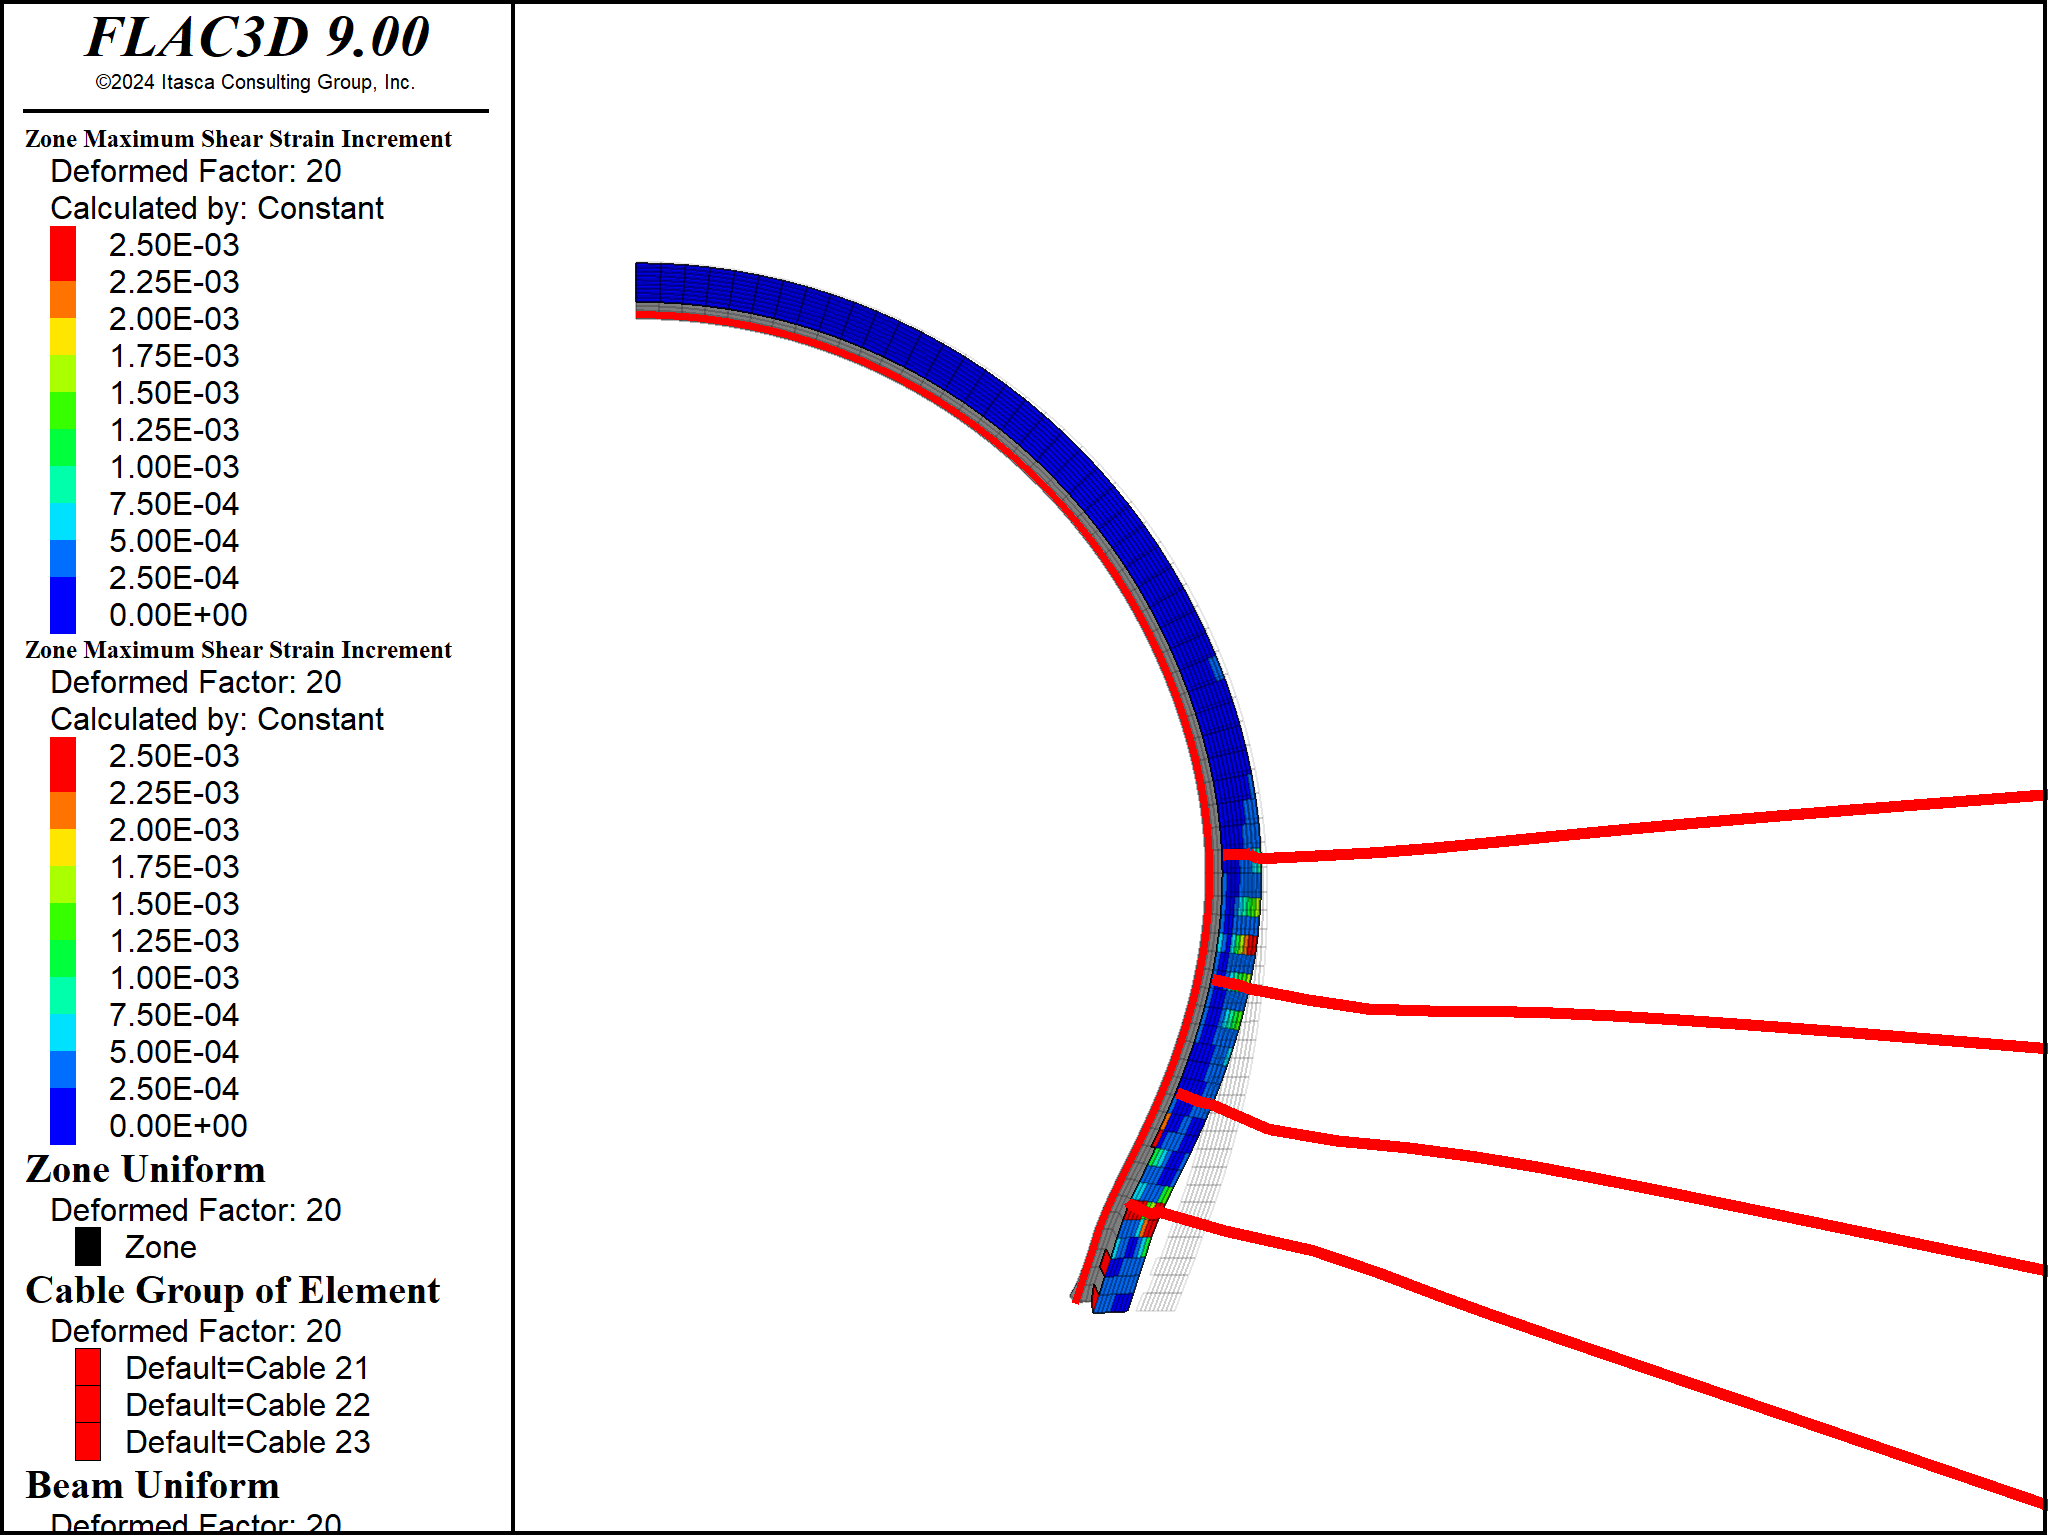 FLAC3D 9.00
©2024 Itasca Consulting Group, Inc.
Zone Maximum Shear Strain Increment
Deformed Factor: 20
Calculated by: Constant
2.50E-03
2.25E-03
2.00E-03
1.75E-03
1.50E-03
1.25E-03
1.00E-03
7.50E-04
5.00E-04
2.50E-04
0.00E+00
Zone Maximum Shear Strain Increment
Deformed Factor: 20
Calculated by: Constant
2.50E-03
2.25E-03
2.00E-03
1.75E-03
1.50E-03
1.25E-03
1.00E-03
7.50E-04
5.00E-04
2.50E-04
0.00E+00
Zone Uniform
Deformed Factor: 20
Zone
Cable Group of Element
Deformed Factor: 20
Default=Cable 21
Default=Cable 22
Default=Cable 23
Beam Uniform
Deformed Factor: 20